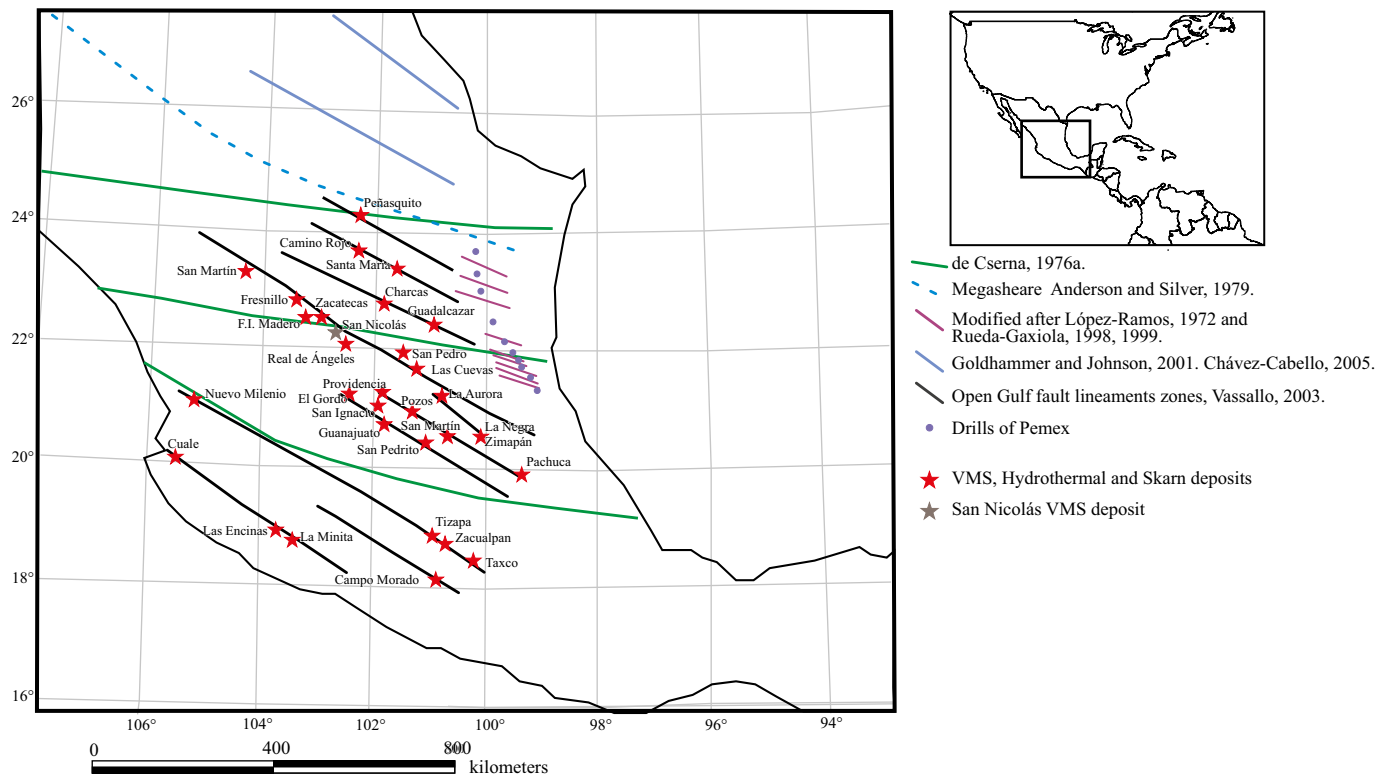 26°
24°
22°
20°
18°
16°
Peñasquito
Camino Rojo
Santa Maria
San Martín
Charcas
Fresnillo
Zacatecas
Guadalcazar
F.I. Madero
San Nicolás
Real de Ángeles
San Pedro
Las Cuevas
Providencia
Nuevo Milenio
El Gordo
Pozos
La Aurora
San Ignacio
San Martín
La Negra
Guanajuato
Zimapán
Cuale
San Pedrito
Pachuca
Tizapa
Las Encinas
La Minita
Zacualpan
Taxco
Campo Morado
106°
104°
102°
100°
98°
96°
94°
0
400
800
kilometers
de Cserna, 1976a.
Megasheare Anderson and Silver, 1979.
Modified after López-Ramos, 1972 and
Rueda-Gaxiola, 1998, 1999.
Goldhammer and Johnson, 2001. Chávez-Cabello, 2005.
Open Gulf fault lineaments zones, Vassallo, 2003.
Drills of Pemex
VMS, Hydrothermal and Skarn deposits
San Nicolás VMS deposit